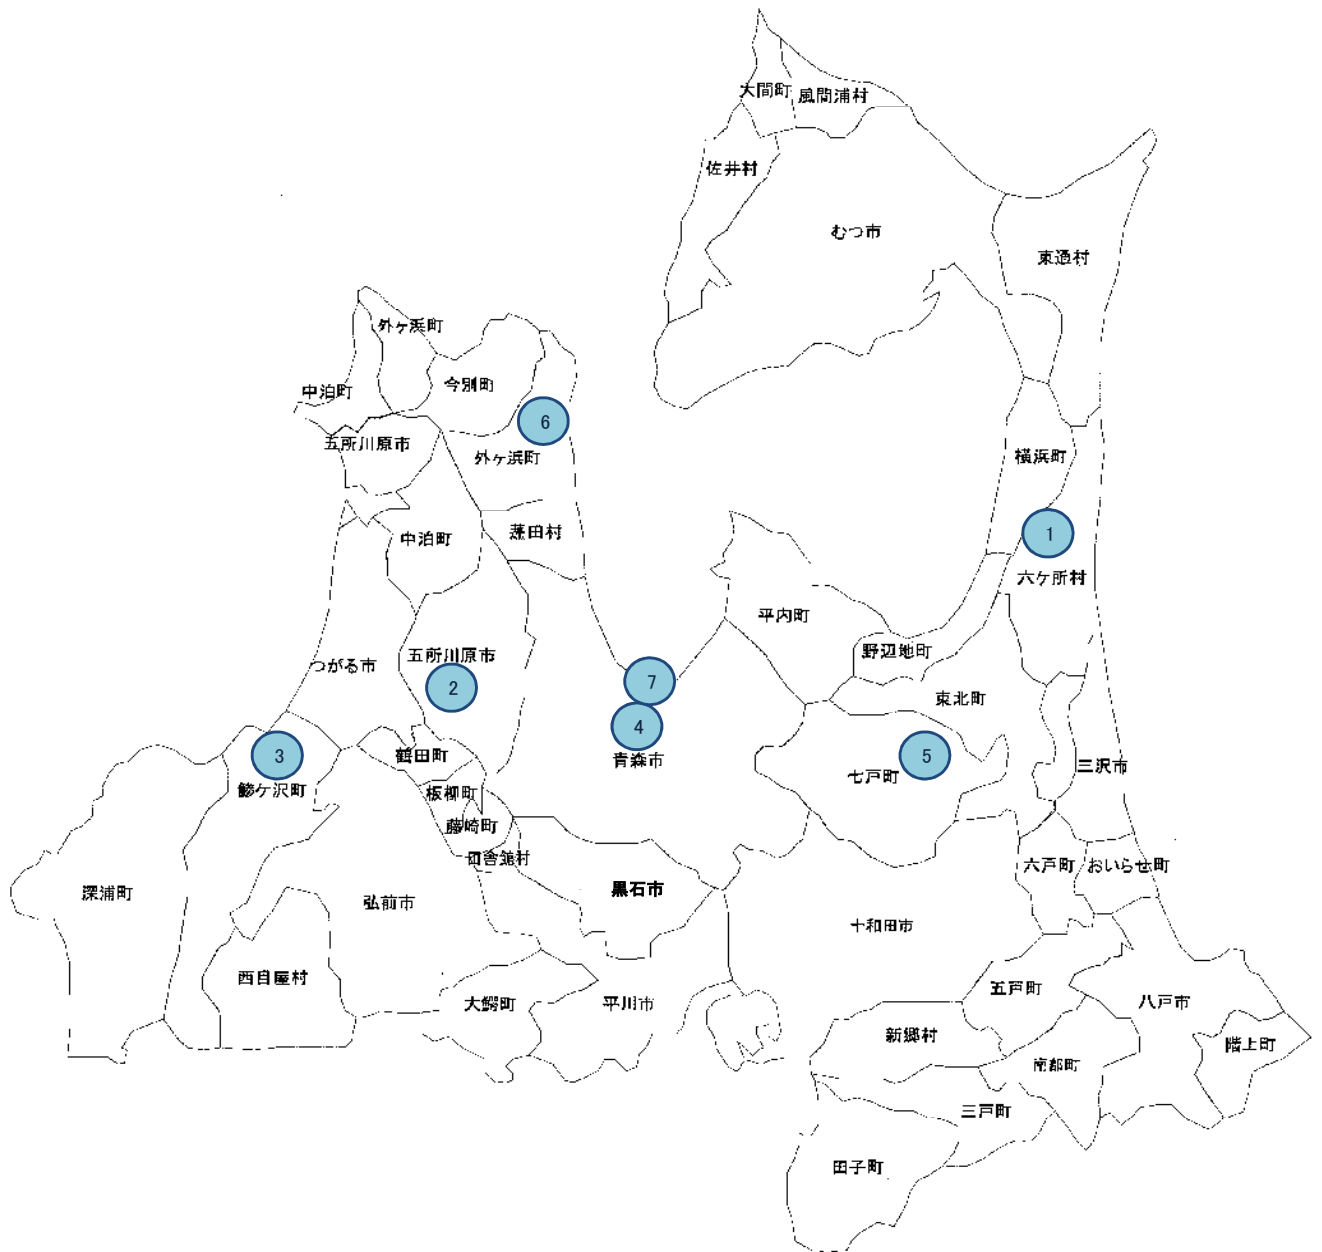 大間町
風間浦村
佐井村
むつ市
東通村
外ヶ浜町
今別町
中泊町
6
五所川原市
外ヶ浜町
横浜町
蓬田村
1
中泊町
六ケ所村
平内町
五所川原市
野辺地町
つがる市
2
7
東北町
4
3
鶴田町
青森市
5
七戸町
三沢市
鰺ケ沢町
板柳町
藤崎町
田舎館村
六戸町
おいらせ町
深浦町
弘前市
黒石市
十和田市
西目屋村
大鰐町
平川市
五戸町
八戸市
新郷村
階上町
南部町
三戸町
田子町